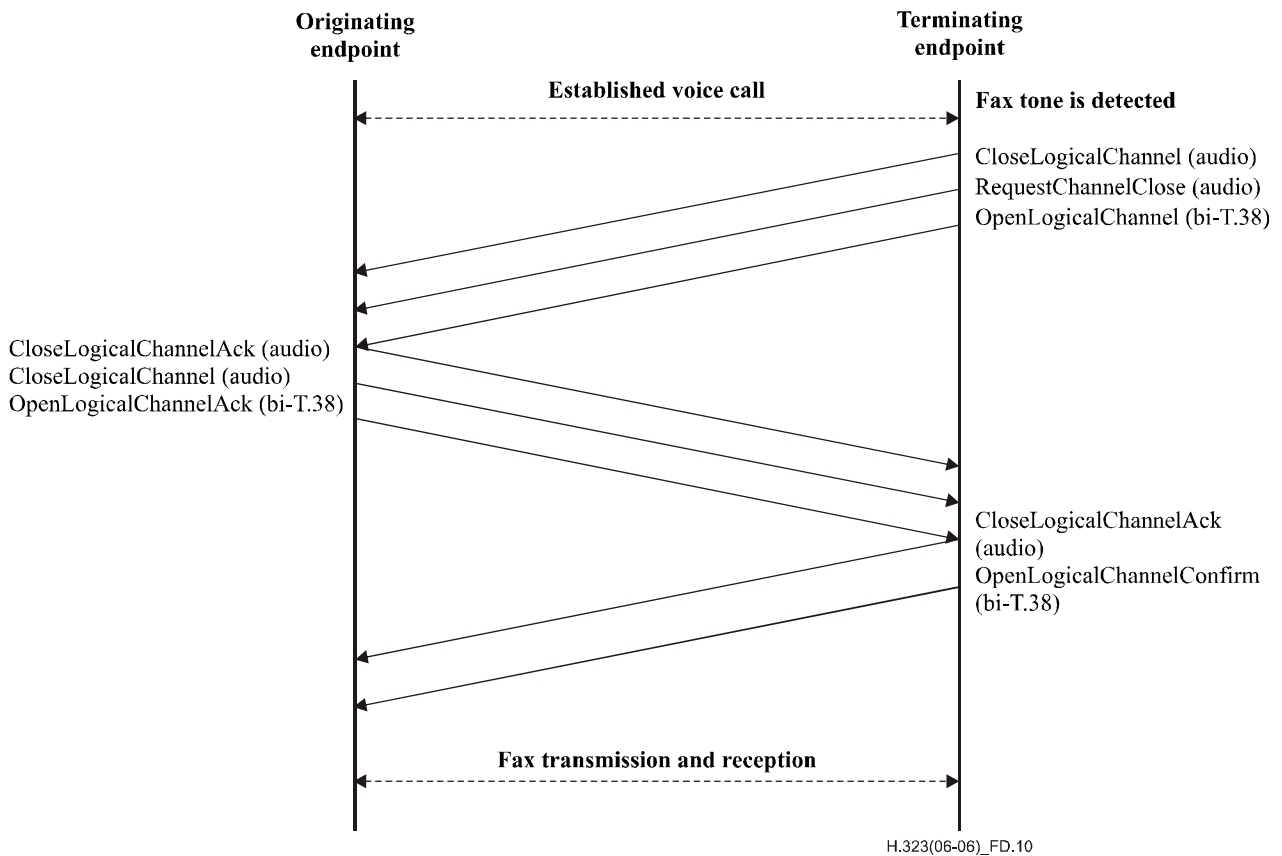 Originating
endpoint
Terminating
endpoint
Established voice call
Fax tone is detected
CloseLogicalChannel (audio)
RequestChannelClose (audio)
OpenLogicalChannel (bi-T.38)
CloseLogicalChannelAck (audio)
CloseLogicalChannel (audio)
OpenLogicalChannelAck (bi-T.38)
CloseLogicalChannelAck
(audio)
OpenLogicalChannelConfirm
(bi-T.38)
Fax transmission and reception
H.323(06-06)_FD.10